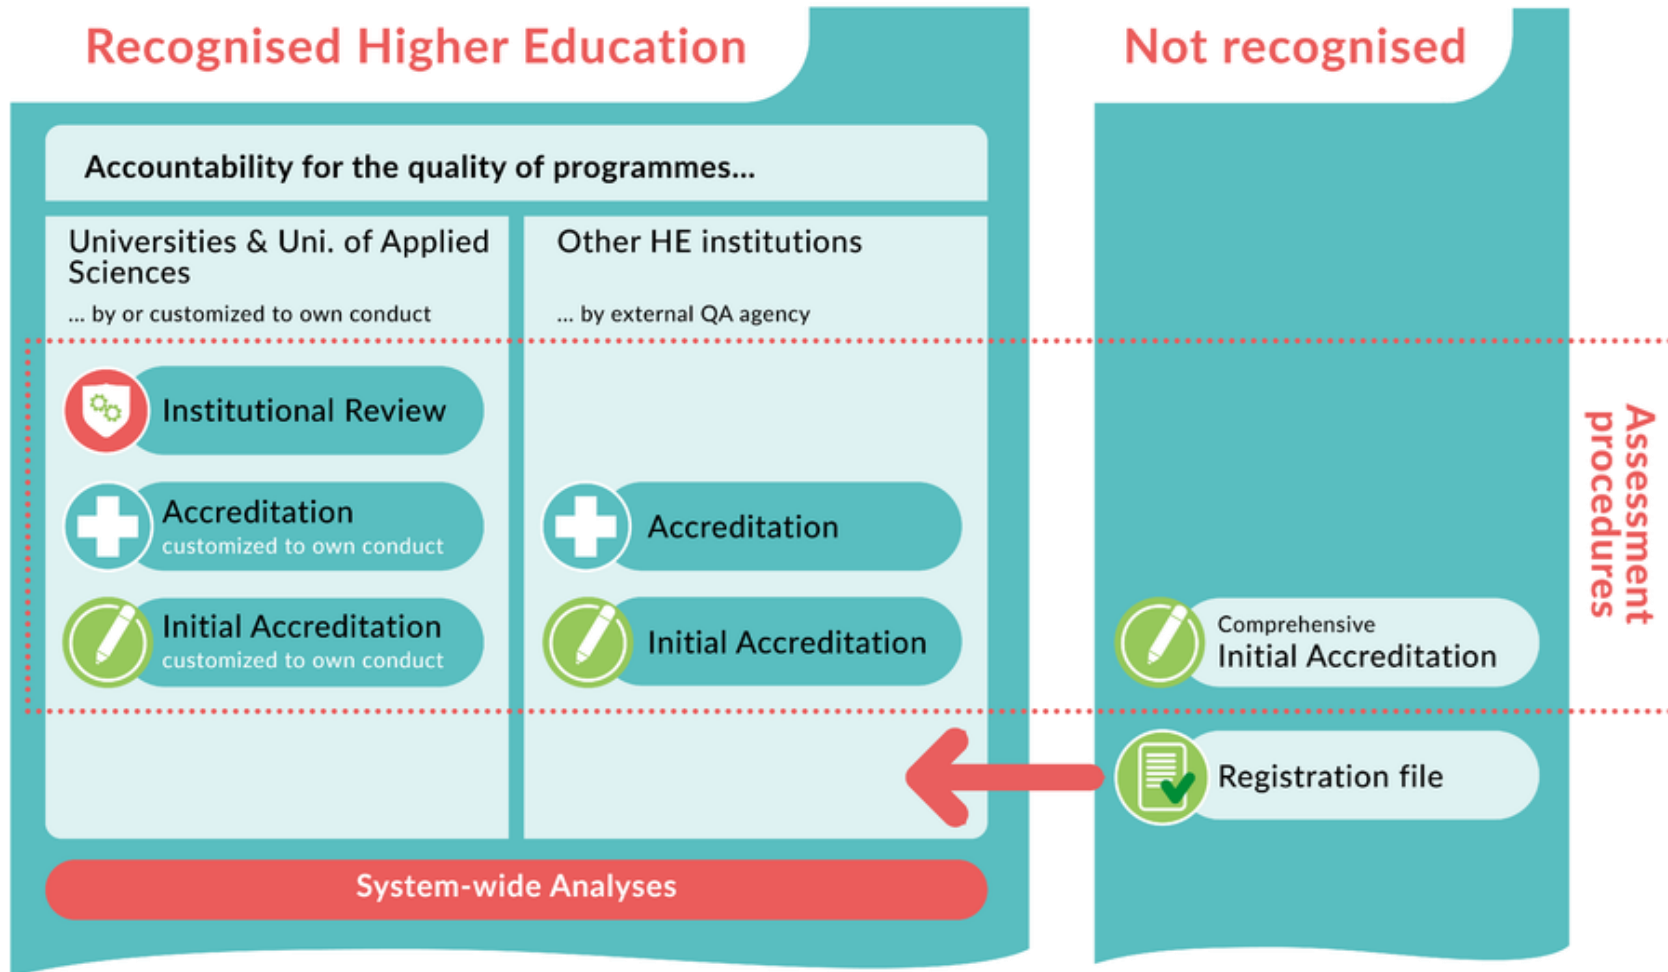 Recognised Higher Education
Not recognised
Accountability for the quality of programmes...
Universities & Uni. of Applied
Sciences
... by or customized to own conduct
Other HE institutions
... by external QA agency
Institutional Review
Accreditation
customized to own conduct
Initial Accreditation
customized to own conduct
Accreditation
Initial Accreditation
Comprehensive
Initial Accreditation
Registration file
Assessment
procedures
System-wide Analyses